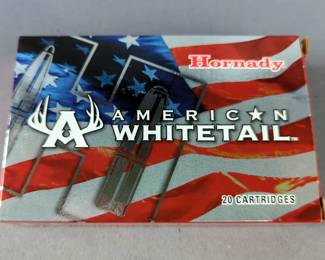 Hornady
AMERICAN
WHITETAIL
20 CARTRIDGES